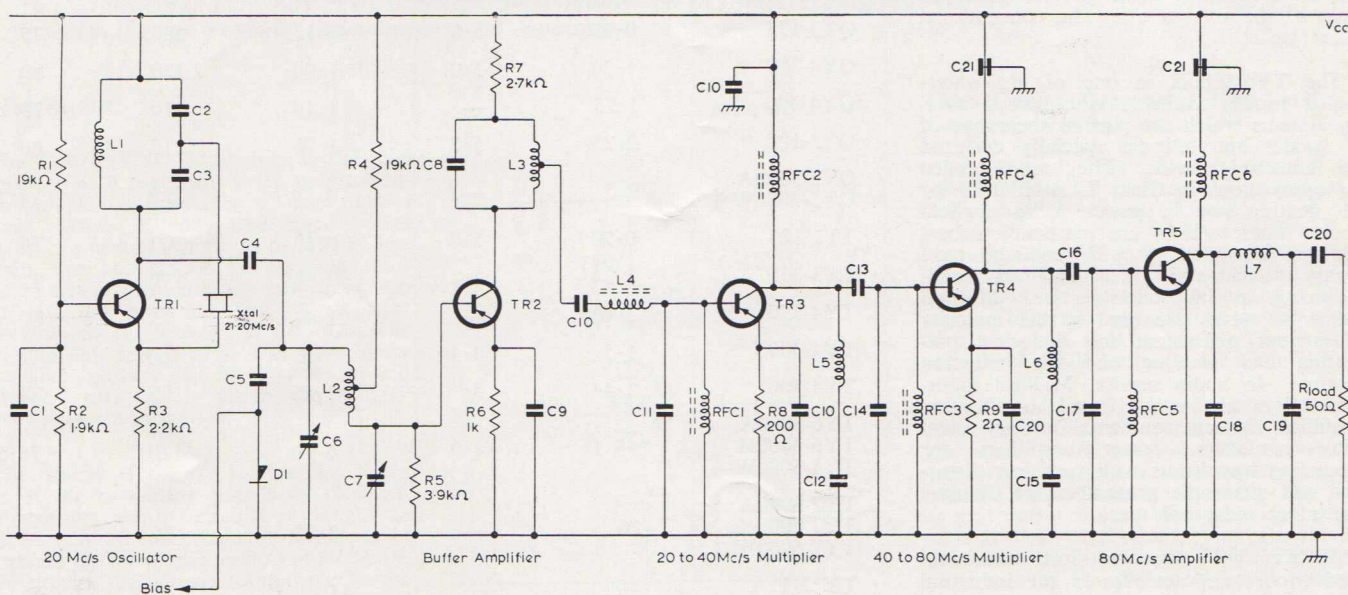 Vcc
R7
2·7kΩ
C10
C21
C21
C2
L1
C3
R1
19kΩ
R4
19kΩ
C8
L3
RFC2
RFC4
RFC6
C4
TR1
Xtal
21·20Mc/s
TR2
C10
L4
TR3
C13
TR4
C16
TR5
L7
C20
C1
R2
1·9kΩ
R3
2·2kΩ
C5
D1
C6
L2
C7
R5
3·9kΩ
R6
1k
C9
C11
RFC1
R8
200
Ω
C10
L5
C12
C14
RFC3
R9
2Ω
C20
L6
C15
C17
RFC5
C18
C19
Rload
50Ω
20Mc/s Oscillator
Buffer Amplifier
20 to 40Mc/s Multiplier
40 to 80Mc/s Multiplier
80Mc/s Amplifier
Bias